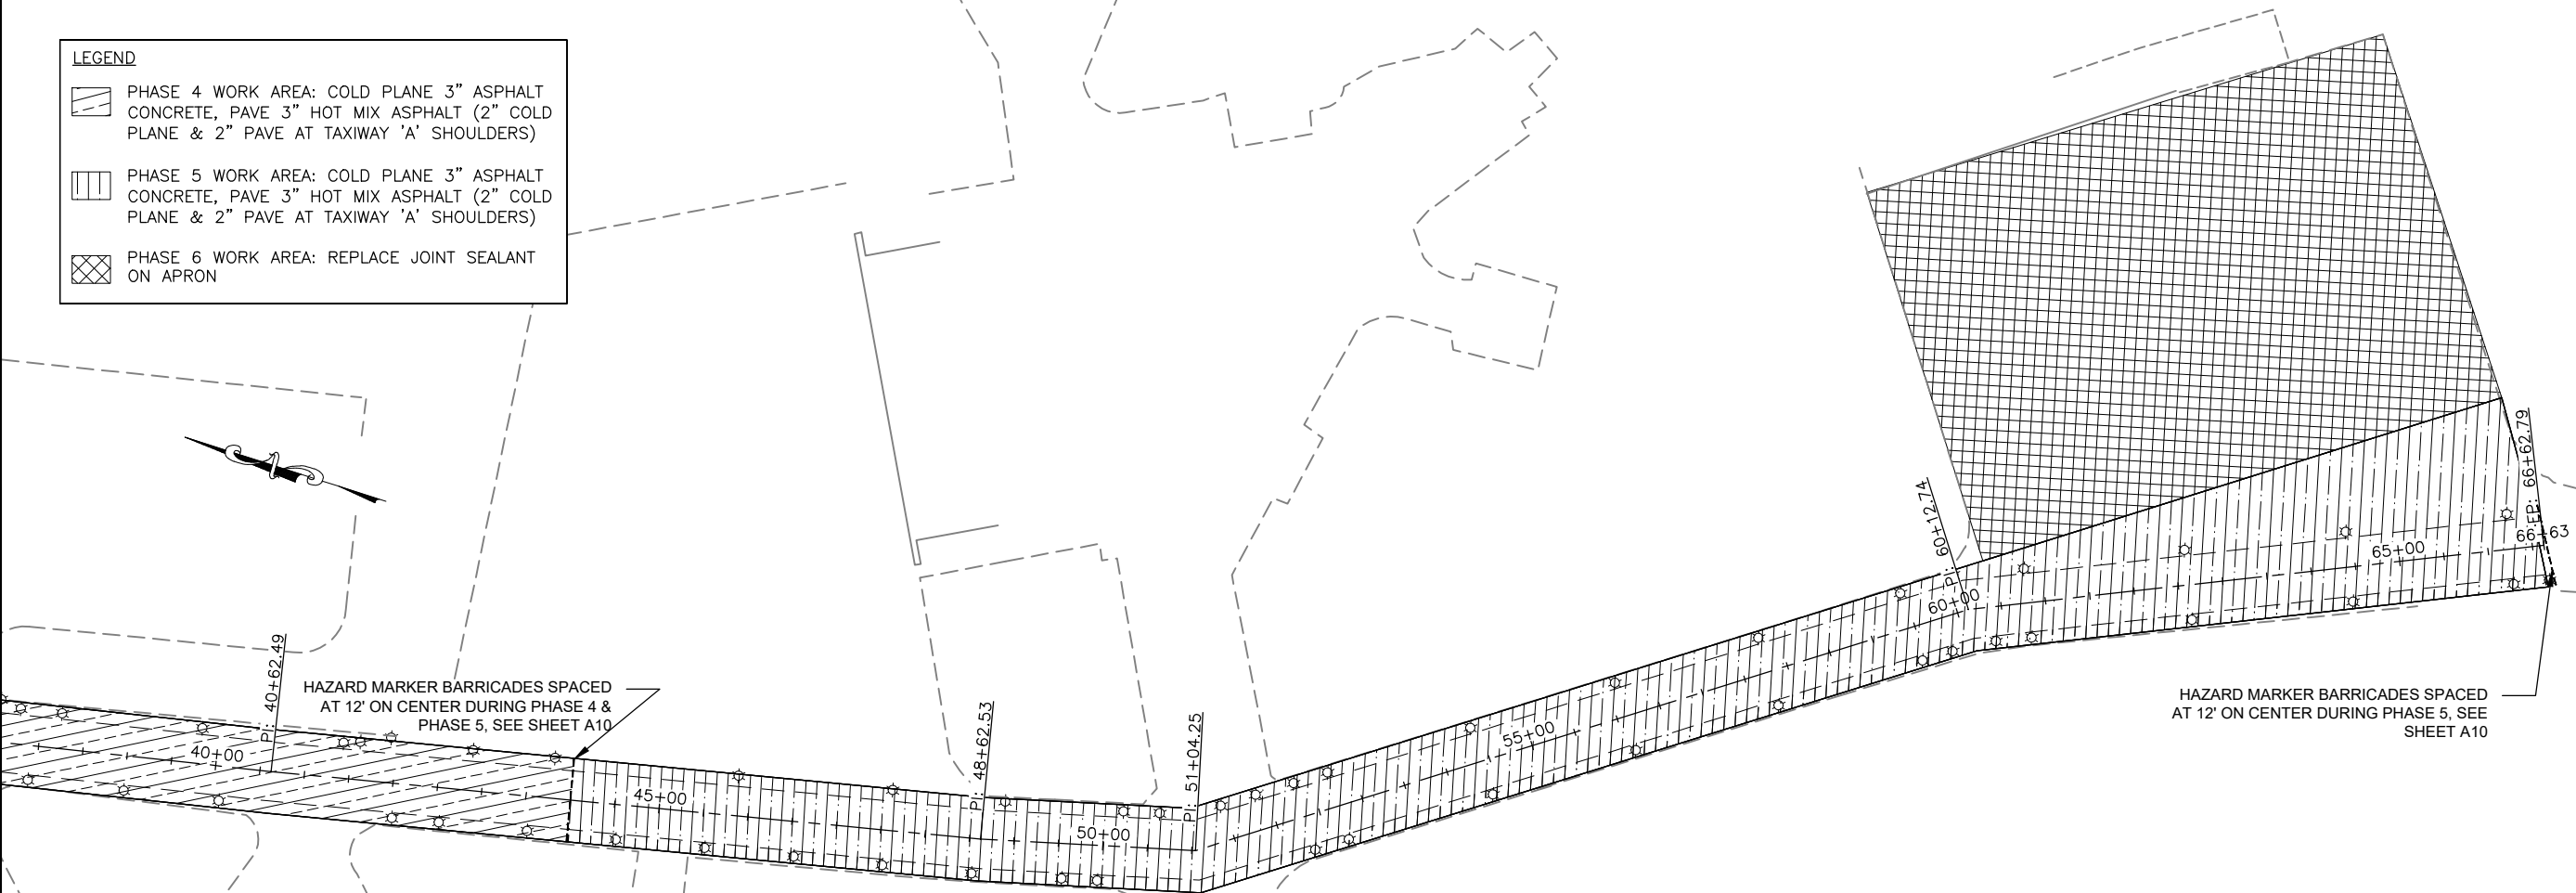 LEGEND
PHASE 4 WORK AREA: COLD PLANE 3" ASPHALT
CONCRETE, PAVE 3" HOT MIX ASPHALT (2" COLD
PLANE & 2" PAVE AT TAXIWAY 'A' SHOULDERS)
PHASE 5 WORK AREA: COLD PLANE 3" ASPHALT
CONCRETE, PAVE 3" HOT MIX ASPHALT (2" COLD
PLANE & 2" PAVE AT TAXIWAY 'A' SHOULDERS)
PHASE 6 WORK AREA: REPLACE JOINT SEALANT
ON APRON
PI: 40+62.49
40+00
HAZARD MARKER BARRICADES SPACED
AT 12' ON CENTER DURING PHASE 4 &
PHASE 5, SEE SHEET A10
45+00
PI: 48+62.53
50+00
PI: 51+04.25
55+00
PI: 60+12.74
60+00
65+00
EP: 66+62.79
66+63
HAZARD MARKER BARRICADES SPACED
AT 12' ON CENTER DURING PHASE 5, SEE
SHEET A10